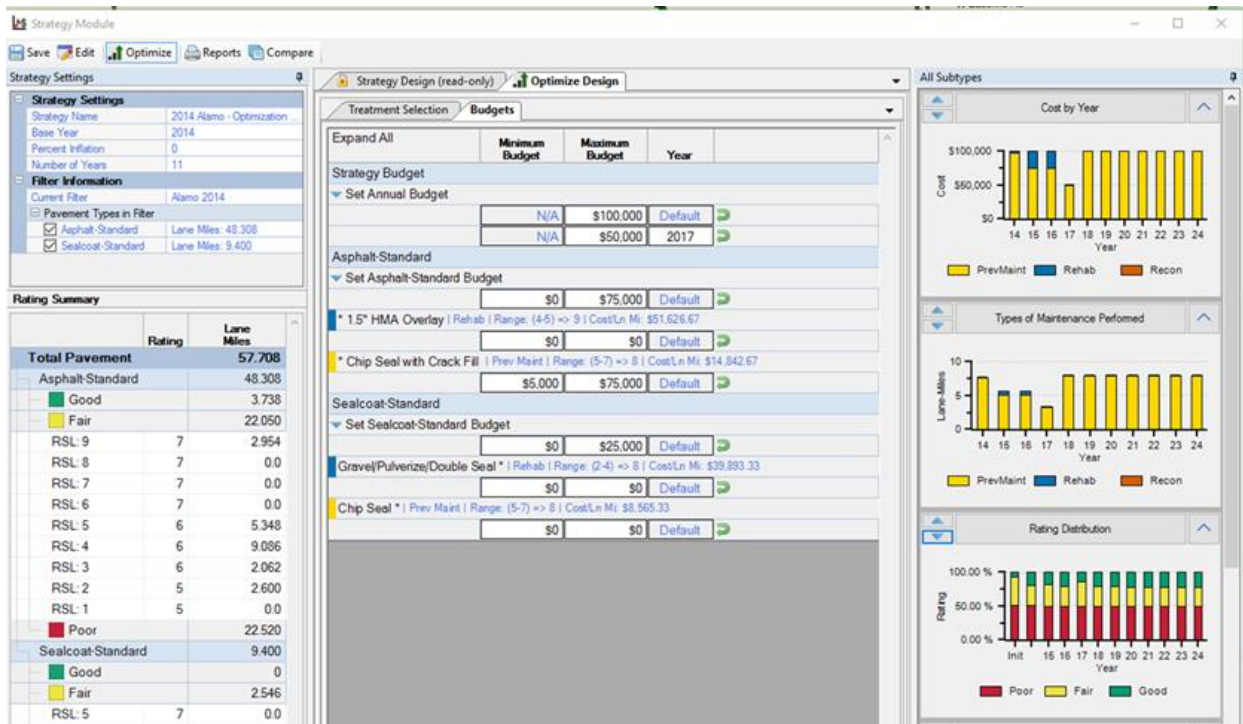 Strategy Module
Save Edit Optimize Reports Compare
Strategy Settings
Strategy Settings
Strategy Name 2014 Alamo - Optimization ...
Base Year 2014
Percent Inflation 0
Number of Years 11
Filter Information
Current Filter Alamo 2014
Pavement Types in Filter
Asphalt-Standard Lane Miles: 48.308
Sealcoat-Standard Lane Miles: 9.400
Rating Summary
Rating Lane Miles
Total Pavement 57.708
Asphalt-Standard 48.308
Good 3.738
Fair 22.050
RSL: 9 7 2.954
RSL: 8 7 0.0
RSL: 7 7 0.0
RSL: 6 7 0.0
RSL: 5 6 5.348
RSL: 4 6 9.086
RSL: 3 6 2.062
RSL: 2 5 2.600
RSL: 1 5 0.0
Poor 22.520
Sealcoat-Standard 9.400
Good 0
Fair 2.546
RSL: 5 7 0.0
Strategy Design (read-only) Optimize Design
Treatment Selection Budgets
Expand All Minimum Budget Maximum Budget Year
Strategy Budget
Set Annual Budget
N/A $100,000 Default
N/A $50,000 2017
Asphalt-Standard
Set Asphalt-Standard Budget
$0 $75,000 Default
* 1.5" HMA Overlay | Rehab | Range: (4-5) => 9 | Cost/Ln Mi: $51,626.67
$0 $0 Default
* Chip Seal with Crack Fill | Prev Maint | Range: (5-7) => 8 | Cost/Ln Mi: $14,842.67
$5,000 $75,000 Default
Sealcoat-Standard
Set Sealcoat-Standard Budget
$0 $25,000 Default
Gravel/Pulverize/Double Seal * | Rehab | Range: (2-4) => 8 | Cost/Ln Mi: $39,893.33
$0 $0 Default
Chip Seal * | Prev Maint | Range: (5-7) => 8 | Cost/Ln Mi: $8,565.33
$0 $0 Default
All Subtypes
Cost by Year
Cost
$100,000
$50,000
$0
14 15 16 17 18 19 20 21 22 23 24
Year
PrevMaint Rehab Recon
Types of Maintenance Performed
Lane-Miles
10
5
0
14 15 16 17 18 19 20 21 22 23 24
Year
PrevMaint Rehab Recon
Rating Distribution
Rating
100.00 %
50.00 %
0.00 %
Init 15 16 17 18 19 20 21 22 23 24
Year
Poor Fair Good